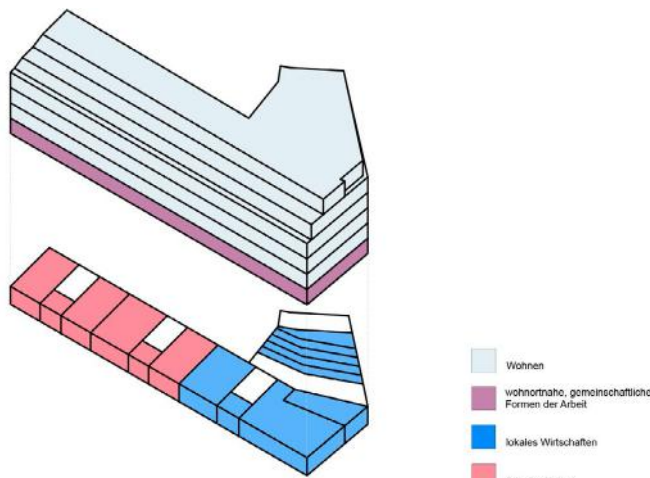 Wohnen
wohnortnahe, gemeinschaftliche
Formen der Arbeit
lokales Wirtschaften